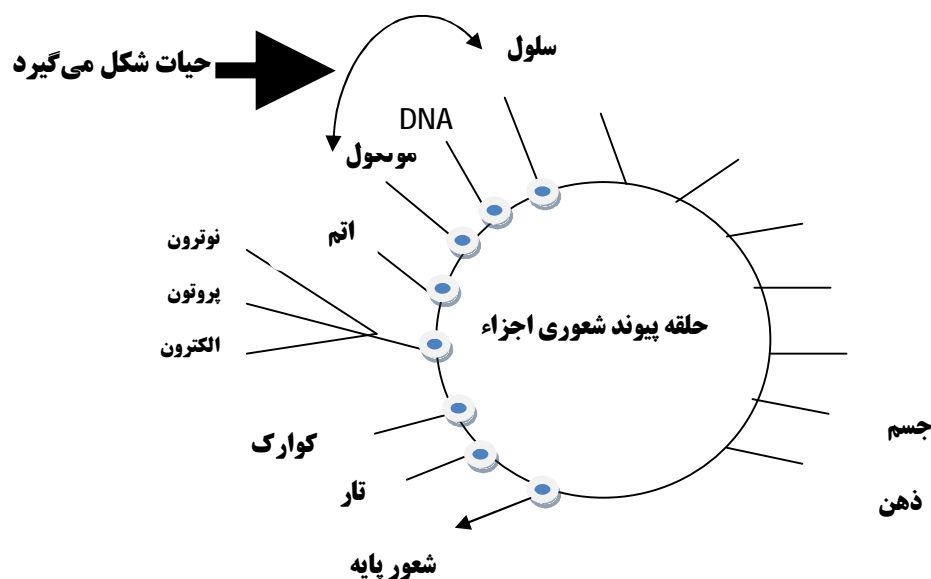 سلول
حیات شکل می‌گیرد
DNA
مولکول
اتم
نوترون
پروتون
الکترون
حلقه پیوند شعوری اجزاء
کوارک
تار
شعور پایه
جسم
ذهن